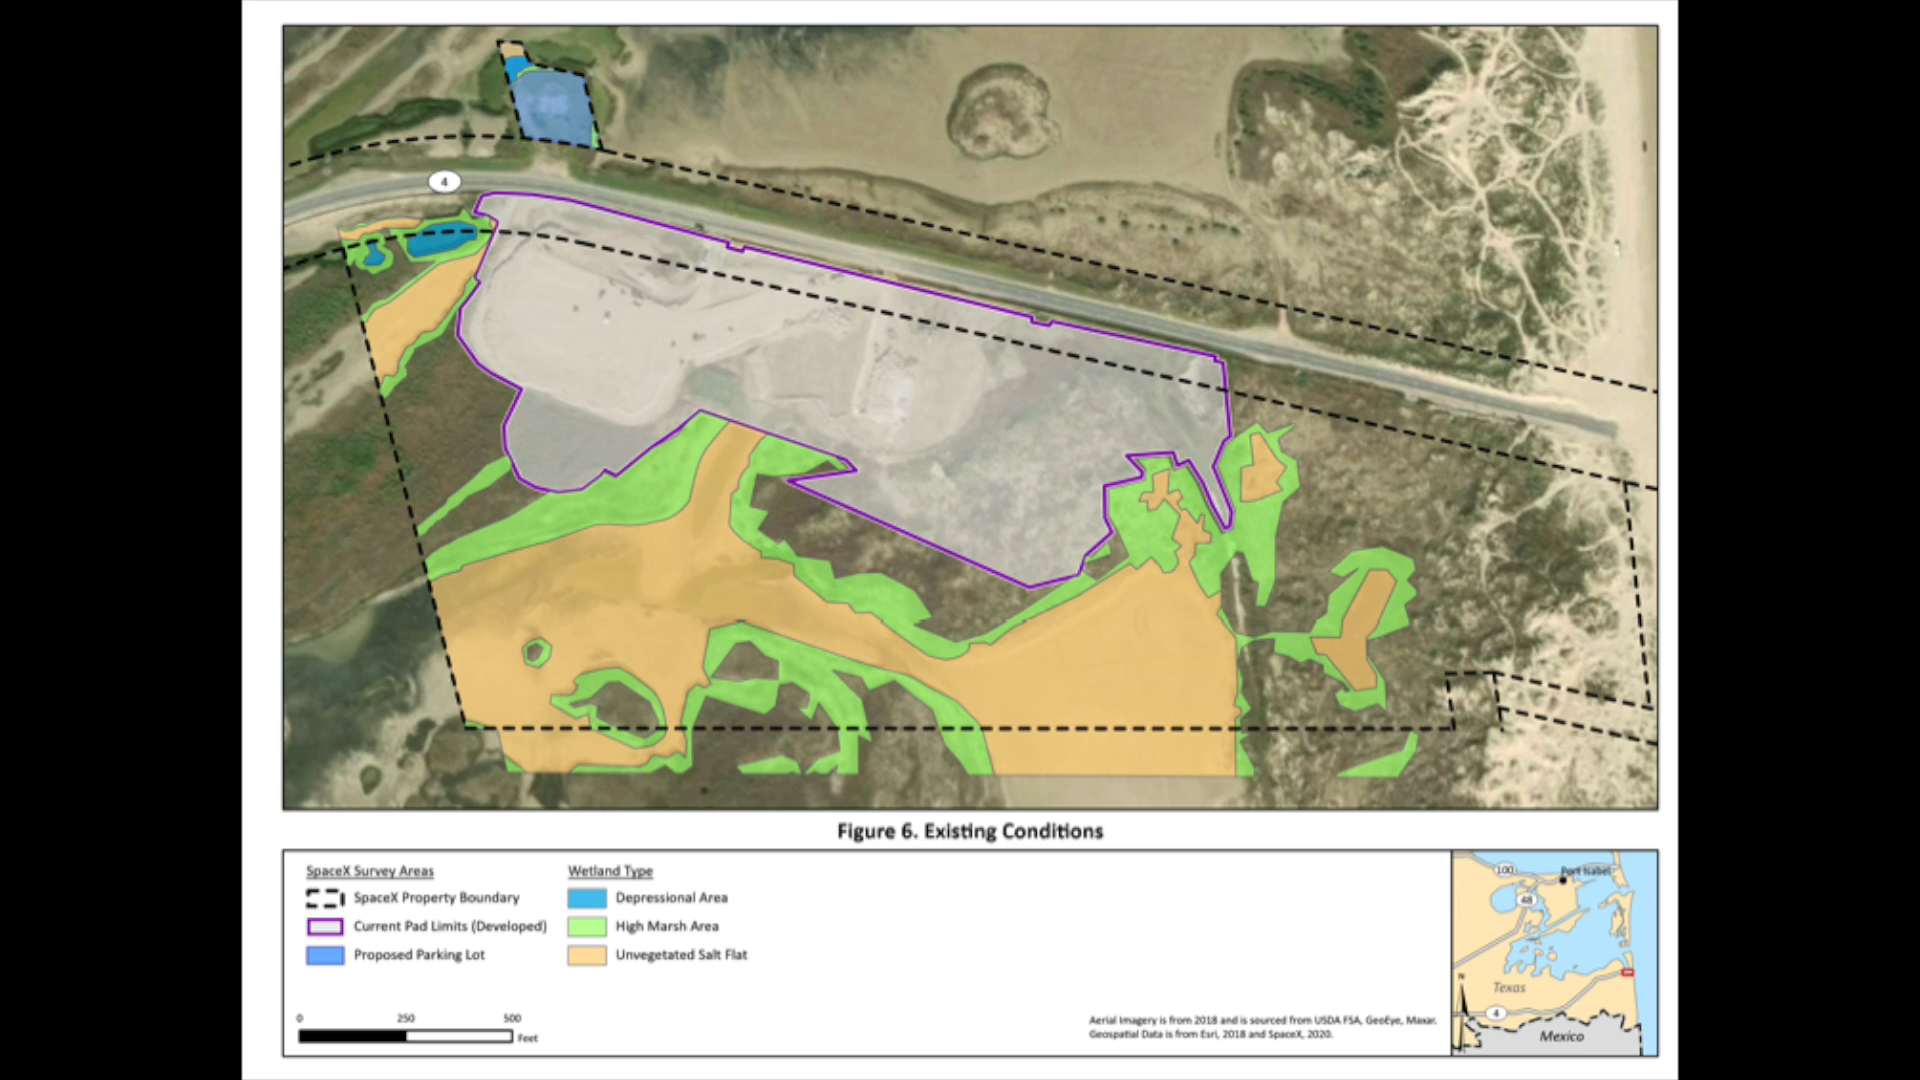 4
Figure 6. Existing Conditions
SpaceX Survey Areas
SpaceX Property Boundary
Current Pad Limits (Developed)
Proposed Parking Lot
Wetland Type
Depressional Area
High Marsh Area
Unvegetated Salt Flat
0 250 500
Feet
Aerial Imagery is from 2018 and is sourced from USDA FSA, GeoEye, Maxar.
Geospatial Data is from Esri, 2018 and SpaceX, 2020.
100
Port Isabel
48
N
Texas
4
Mexico